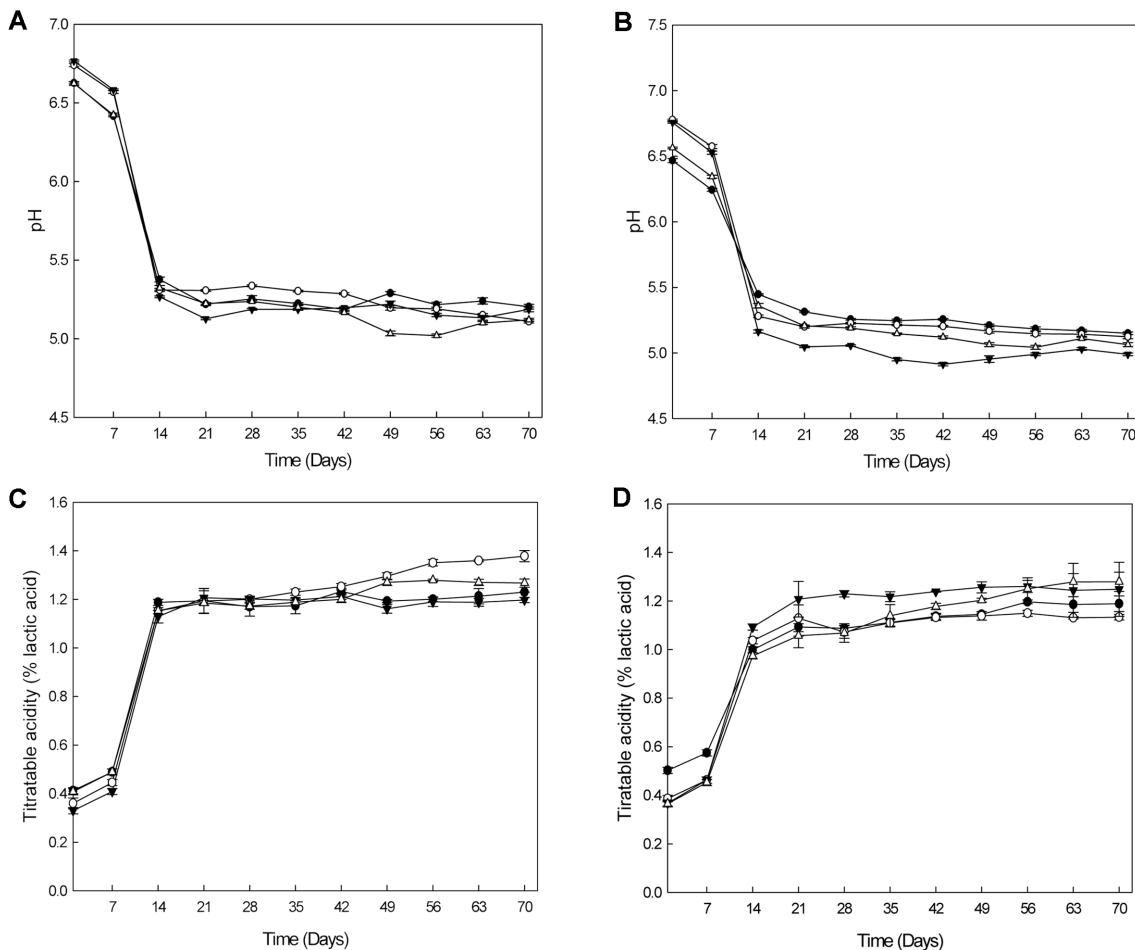 A
7.0
6.5
6.0
5.5
5.0
4.5
pH
7 14 21 28 35 42 49 56 63 70
Time (Days)
B
7.5
7.0
6.5
6.0
5.5
5.0
4.5
pH
7 14 21 28 35 42 49 56 63 70
Time (Days)
C
1.6
1.4
1.2
1.0
0.8
0.6
0.4
0.2
0.0
Titratable acidity (% lactic acid)
7 14 21 28 35 42 49 56 63 70
Time (Days)
D
1.6
1.4
1.2
1.0
0.8
0.6
0.4
0.2
0.0
Tiratable acidity (% lactic acid)
7 14 21 28 35 42 49 56 63 70
Time (Days)